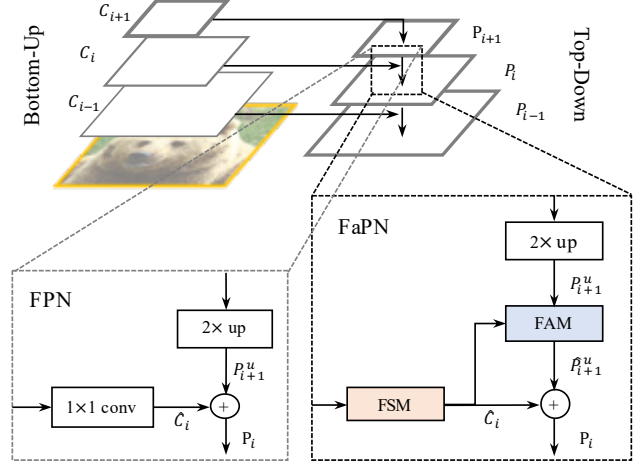 C_{i+1}
C_i
C_{i−1}
Bottom-Up
P_{i+1}
P_i
P_{i−1}
Top-Down
FPN
2× up
P^u_{i+1}
1×1 conv
Ĉ_i
+
P_i
FaPN
2× up
P^u_{i+1}
FAM
P̂^u_{i+1}
FSM
Ĉ_i
+
P_i